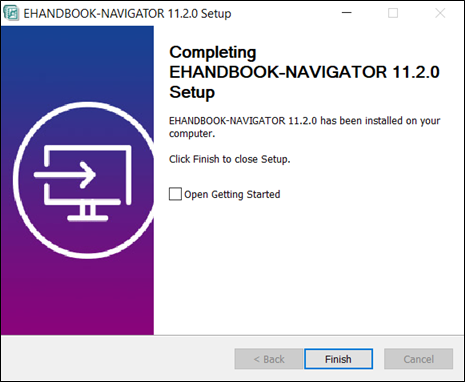 EHANDBOOK-NAVIGATOR 11.2.0 Setup
Completing
EHANDBOOK-NAVIGATOR 11.2.0
Setup
EHANDBOOK-NAVIGATOR 11.2.0 has been installed on your
computer.
Click Finish to close Setup.
Open Getting Started
< Back Finish Cancel